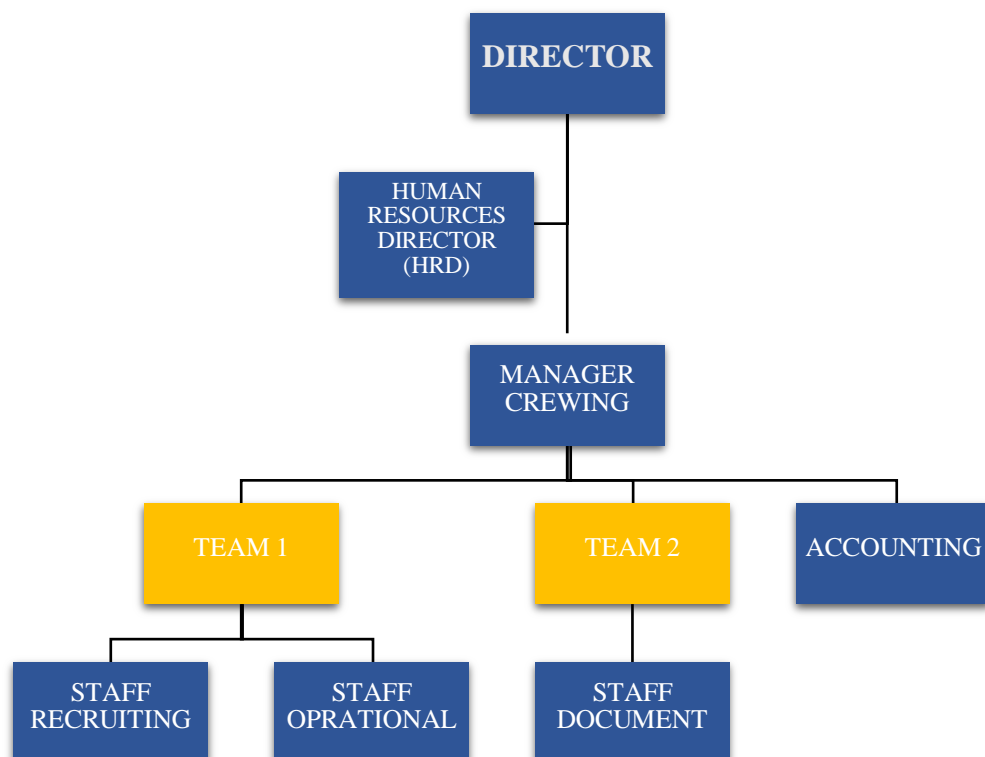 DIRECTOR
HUMAN
RESOURCES
DIRECTOR
(HRD)
MANAGER
CREWING
TEAM 1
TEAM 2
ACCOUNTING
STAFF
RECRUITING
STAFF
OPRATIONAL
STAFF
DOCUMENT